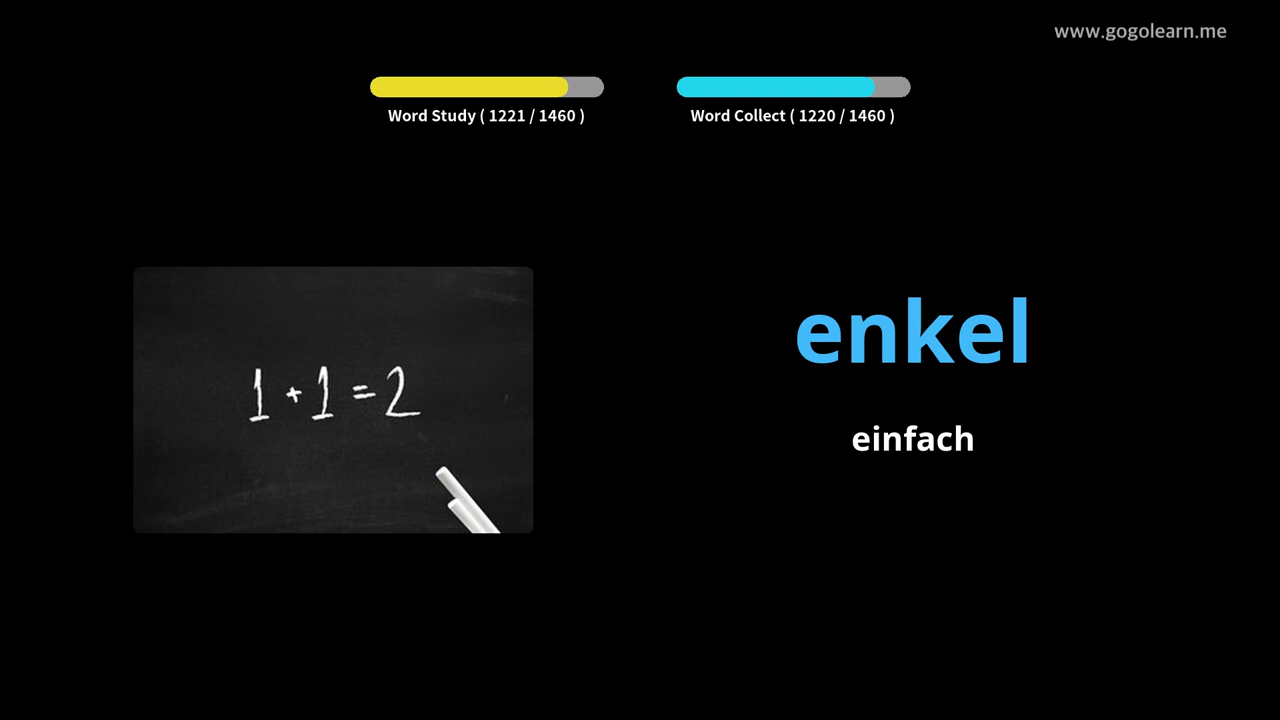 www.gogolearn.me
Word Study ( 1221 / 1460 )
Word Collect ( 1220 / 1460 )
1 + 1 = 2
enkel
einfach